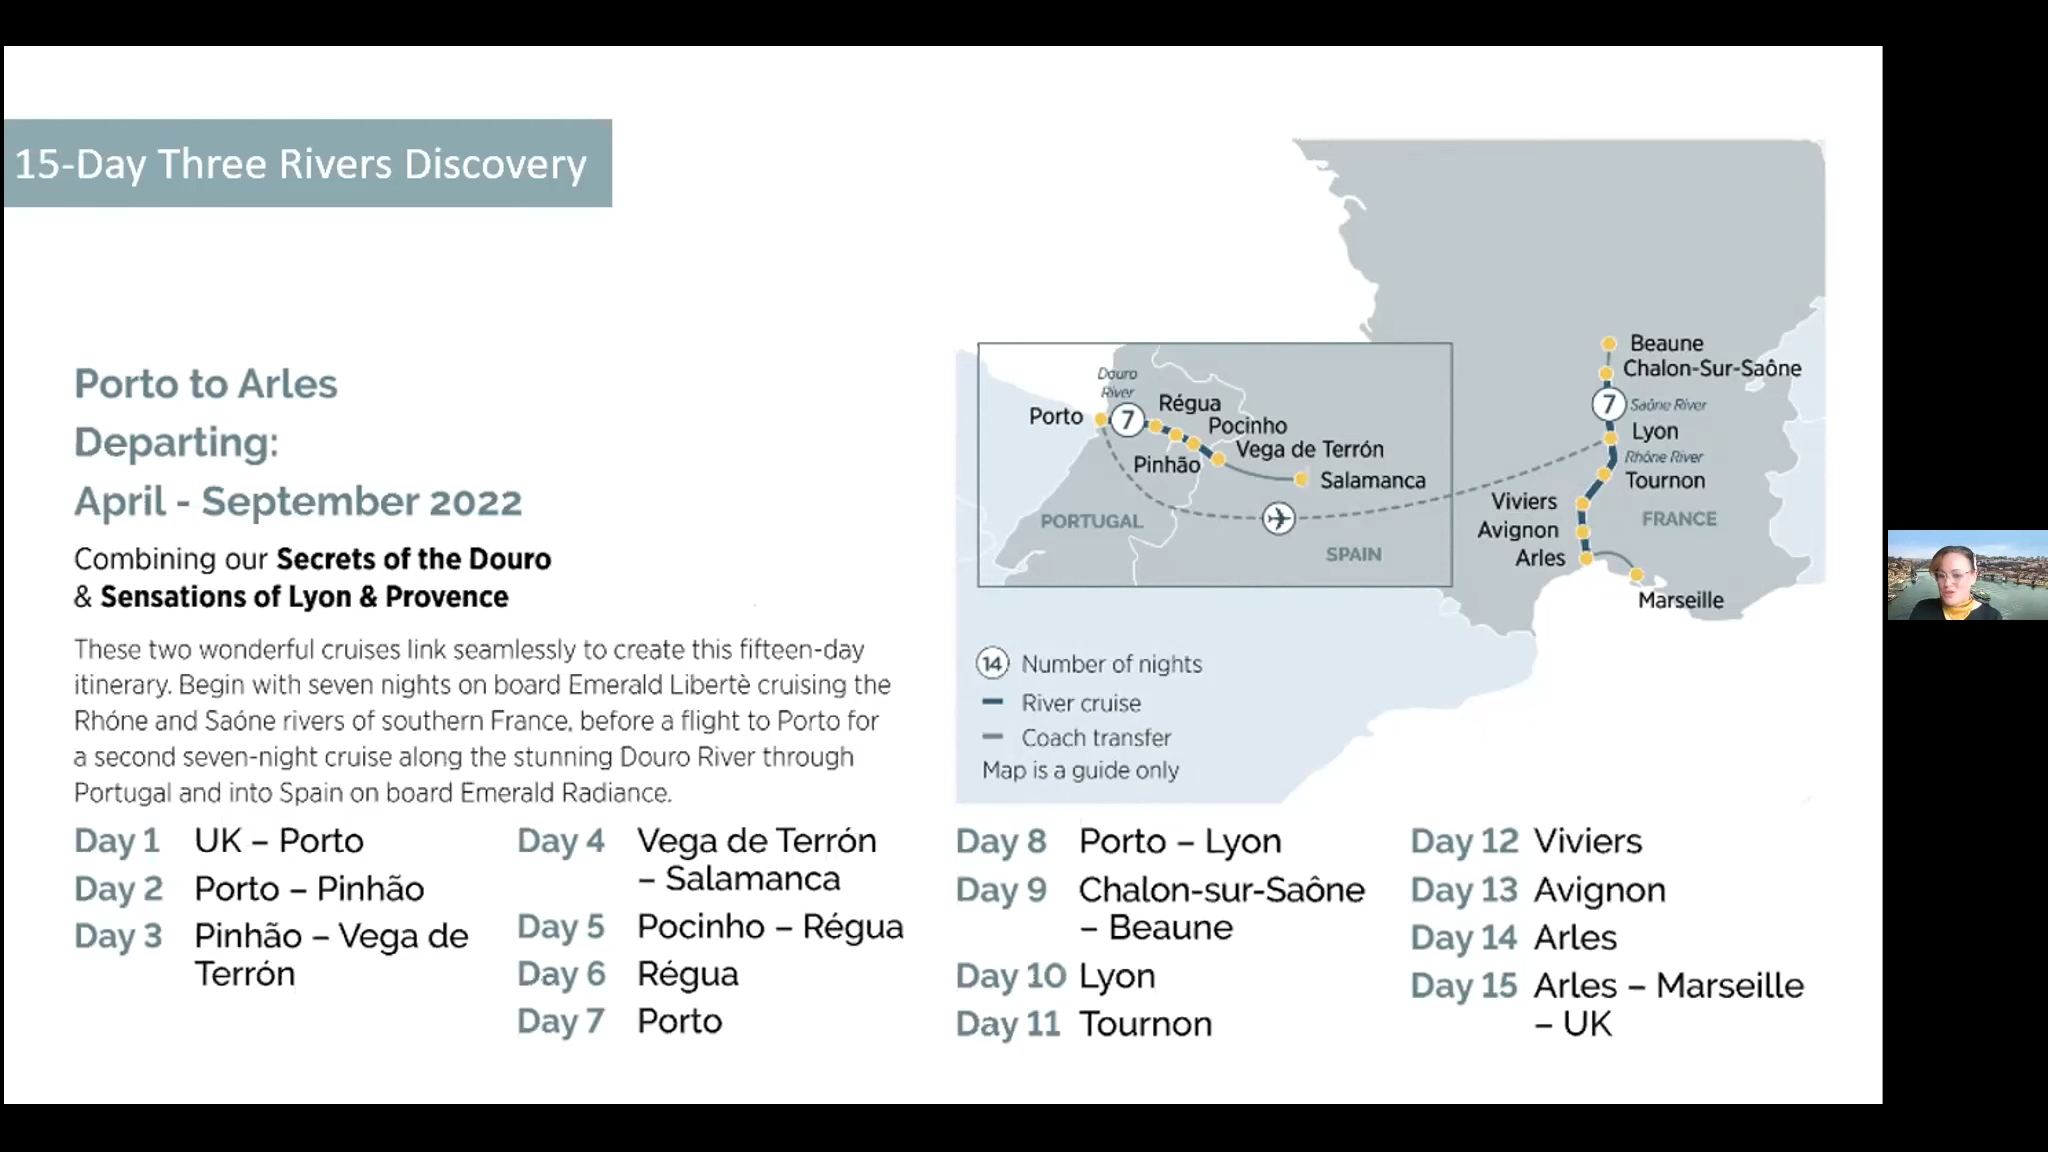 15-Day Three Rivers Discovery
Porto to Arles
Departing:
April - September 2022
Combining our Secrets of the Douro
& Sensations of Lyon & Provence
These two wonderful cruises link seamlessly to create this fifteen-day
itinerary. Begin with seven nights on board Emerald Libertè cruising the
Rhóne and Saóne rivers of southern France, before a flight to Porto for
a second seven-night cruise along the stunning Douro River through
Portugal and into Spain on board Emerald Radiance.
Douro
River
Porto
7
Régua
Pocinho
Vega de Terrón
Pinhão
Salamanca
PORTUGAL
SPAIN
Beaune
Chalon-Sur-Saône
7
Saône River
Lyon
Rhône River
Tournon
Viviers
Avignon
FRANCE
Arles
Marseille
14 Number of nights
River cruise
Coach transfer
Map is a guide only
Day 1 UK – Porto
Day 2 Porto – Pinhão
Day 3 Pinhão – Vega de
Terrón
Day 4 Vega de Terrón
– Salamanca
Day 5 Pocinho – Régua
Day 6 Régua
Day 7 Porto
Day 8 Porto – Lyon
Day 9 Chalon-sur-Saône
– Beaune
Day 10 Lyon
Day 11 Tournon
Day 12 Viviers
Day 13 Avignon
Day 14 Arles
Day 15 Arles – Marseille
– UK